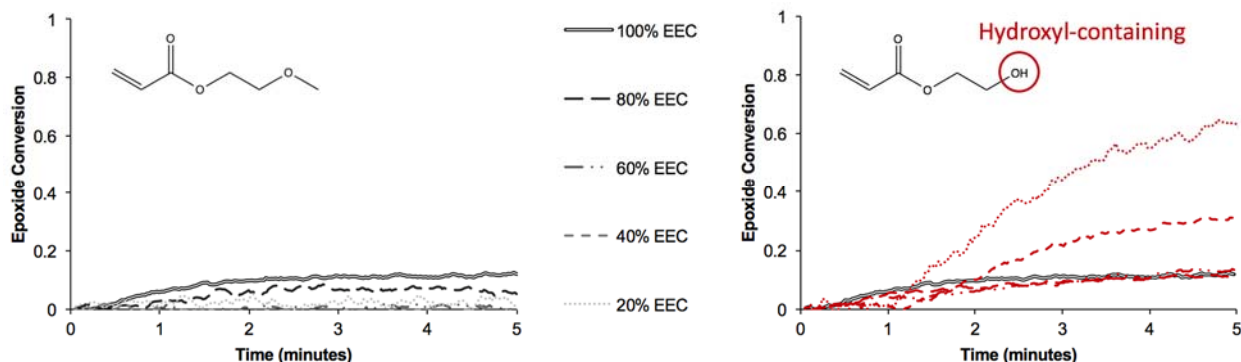 1
0.8
0.6
0.4
0.2
0
Epoxide Conversion
0 1 2 3 4 5
Time (minutes)
O
O
O
100% EEC
80% EEC
60% EEC
40% EEC
20% EEC
Hydroxyl-containing
1
0.8
0.6
0.4
0.2
0
Epoxide Conversion
0 1 2 3 4 5
Time (minutes)
O
O
OH